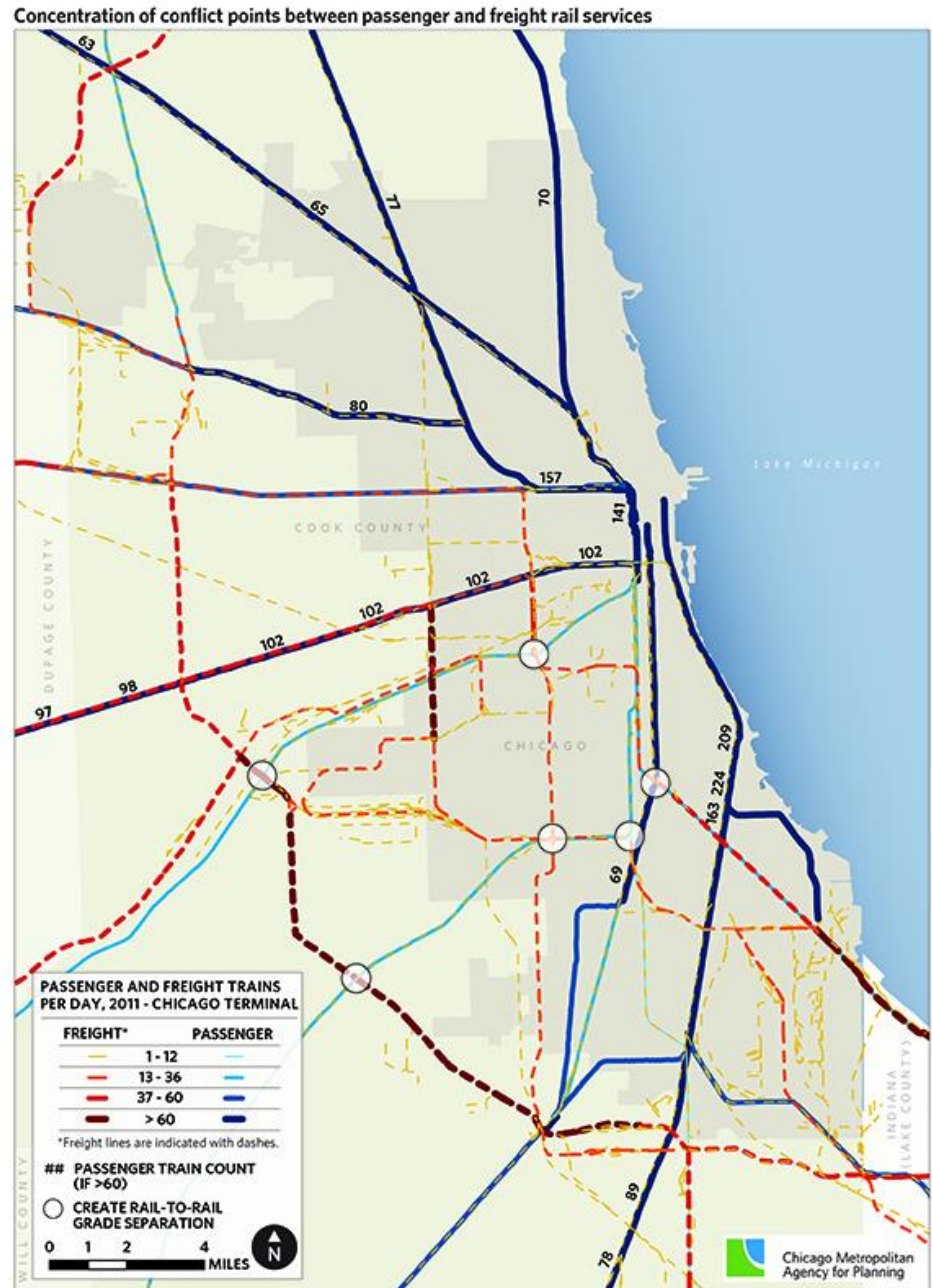 Concentration of conflict points between passenger and freight rail services
63
77
70
65
80
157
141
Lake Michigan
COOK COUNTY
102
102
102
102
DUPAGE COUNTY
98
97
CHICAGO
209
224
163
69
PASSENGER AND FREIGHT TRAINS
PER DAY, 2011 - CHICAGO TERMINAL
FREIGHT* PASSENGER
1 - 12
13 - 36
37 - 60
> 60
*Freight lines are indicated with dashes.
## PASSENGER TRAIN COUNT
(IF >60)
CREATE RAIL-TO-RAIL
GRADE SEPARATION
0 1 2 4
MILES
N
WILL COUNTY
INDIANA
(LAKE COUNTY)
89
78
Chicago Metropolitan
Agency for Planning